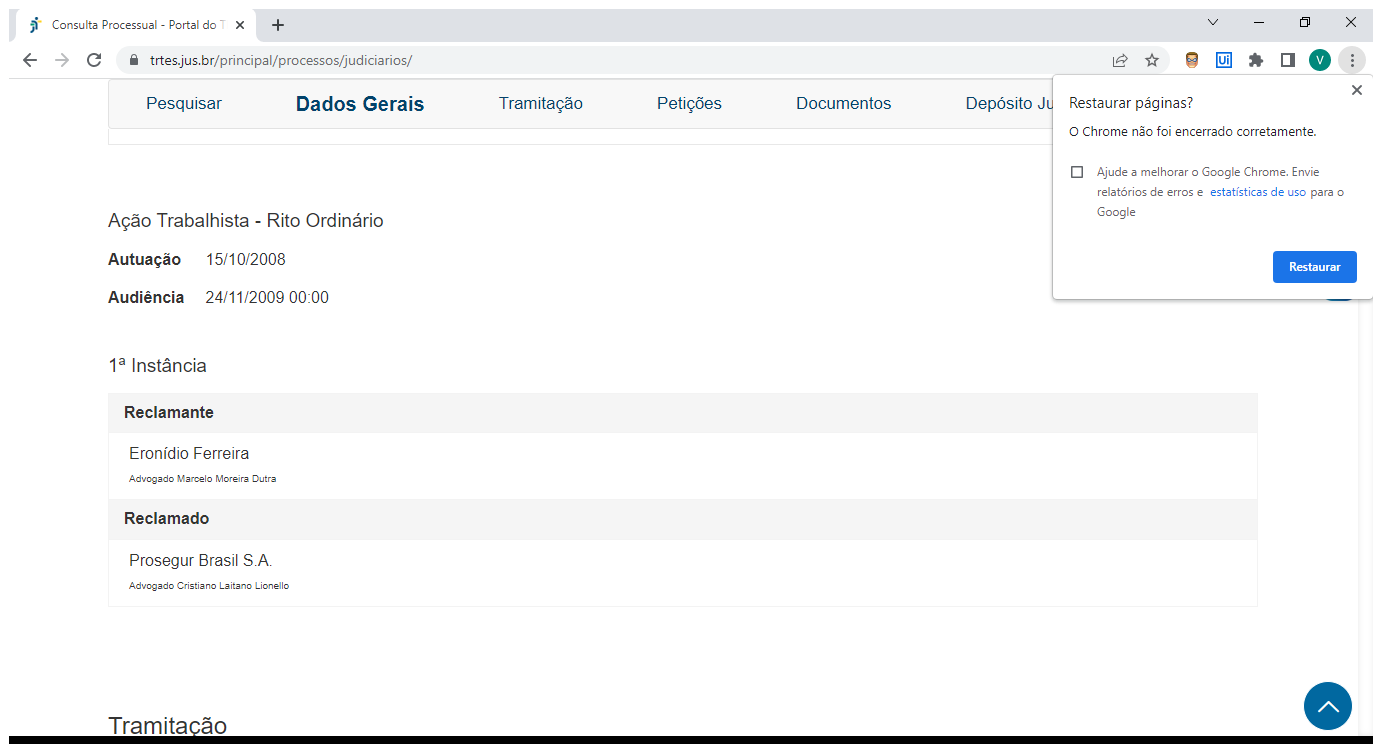 Consulta Processual - Portal do T
trtes.jus.br/principal/processos/judiciarios/
Ui
V
Pesquisar Dados Gerais Tramitação Petições Documentos Depósito Ju
Restaurar páginas?
O Chrome não foi encerrado corretamente.
Ajude a melhorar o Google Chrome. Envie
relatórios de erros e estatísticas de uso para o
Google
Restaurar
Ação Trabalhista - Rito Ordinário
Autuação 15/10/2008
Audiência 24/11/2009 00:00
1ª Instância
Reclamante
Eronídio Ferreira
Advogado Marcelo Moreira Dutra
Reclamado
Prosegur Brasil S.A.
Advogado Cristiano Laitano Lionello
Tramitação